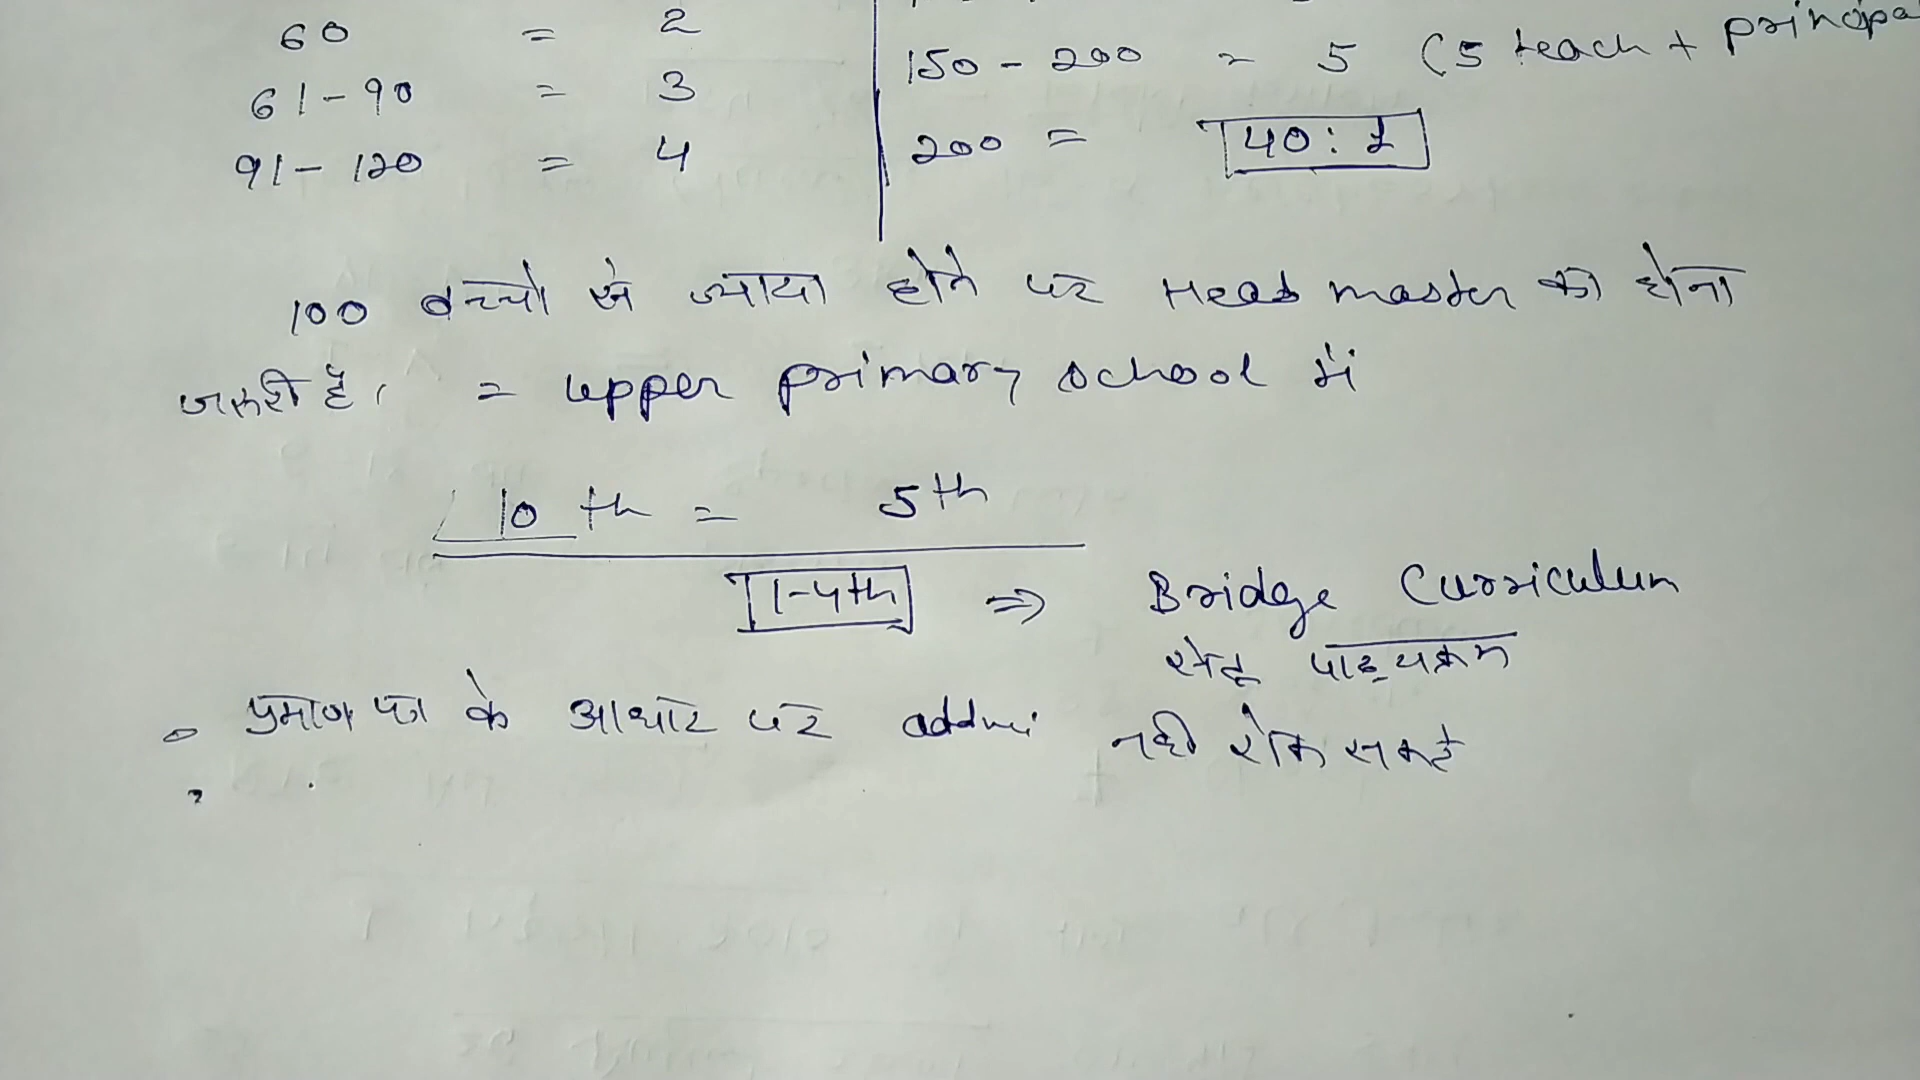 60 = 2
61-90 = 3
91-120 = 4
150-200 = 5 (5 teach + principa
200 = 40:1
100 बच्चो से ज्यादा होने पर Head master को होना
जरूरी है। = upper primary school में
10 th = 5th
1-4th ⇒ Bridge Curriculum
सेतू पाठ्यक्रम
प्रमाण पत्र के आधार पर addmi नही रोक सकते